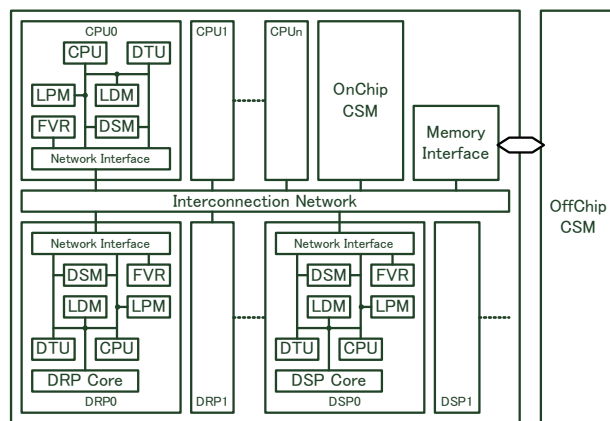 CPU0
CPU1
CPUn
CPU
DTU
LPM
LDM
FVR
DSM
Network Interface
OnChip
CSM
Memory
Interface
OffChip
CSM
Interconnection Network
Network Interface
DSM
FVR
LDM
LPM
DTU
CPU
DRP Core
DRP0
DRP1
Network Interface
DSM
FVR
LDM
LPM
DTU
CPU
DSP Core
DSP0
DSP1